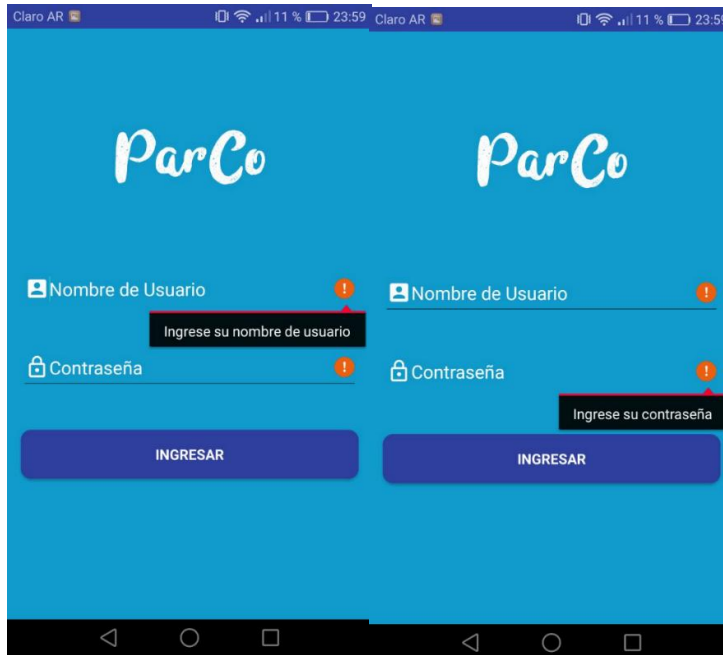 Claro AR 11 % 23:59
ParCo
Nombre de Usuario
Ingrese su nombre de usuario
Contraseña
INGRESAR
Claro AR 11 % 23:59
ParCo
Nombre de Usuario
Contraseña
Ingrese su contraseña
INGRESAR